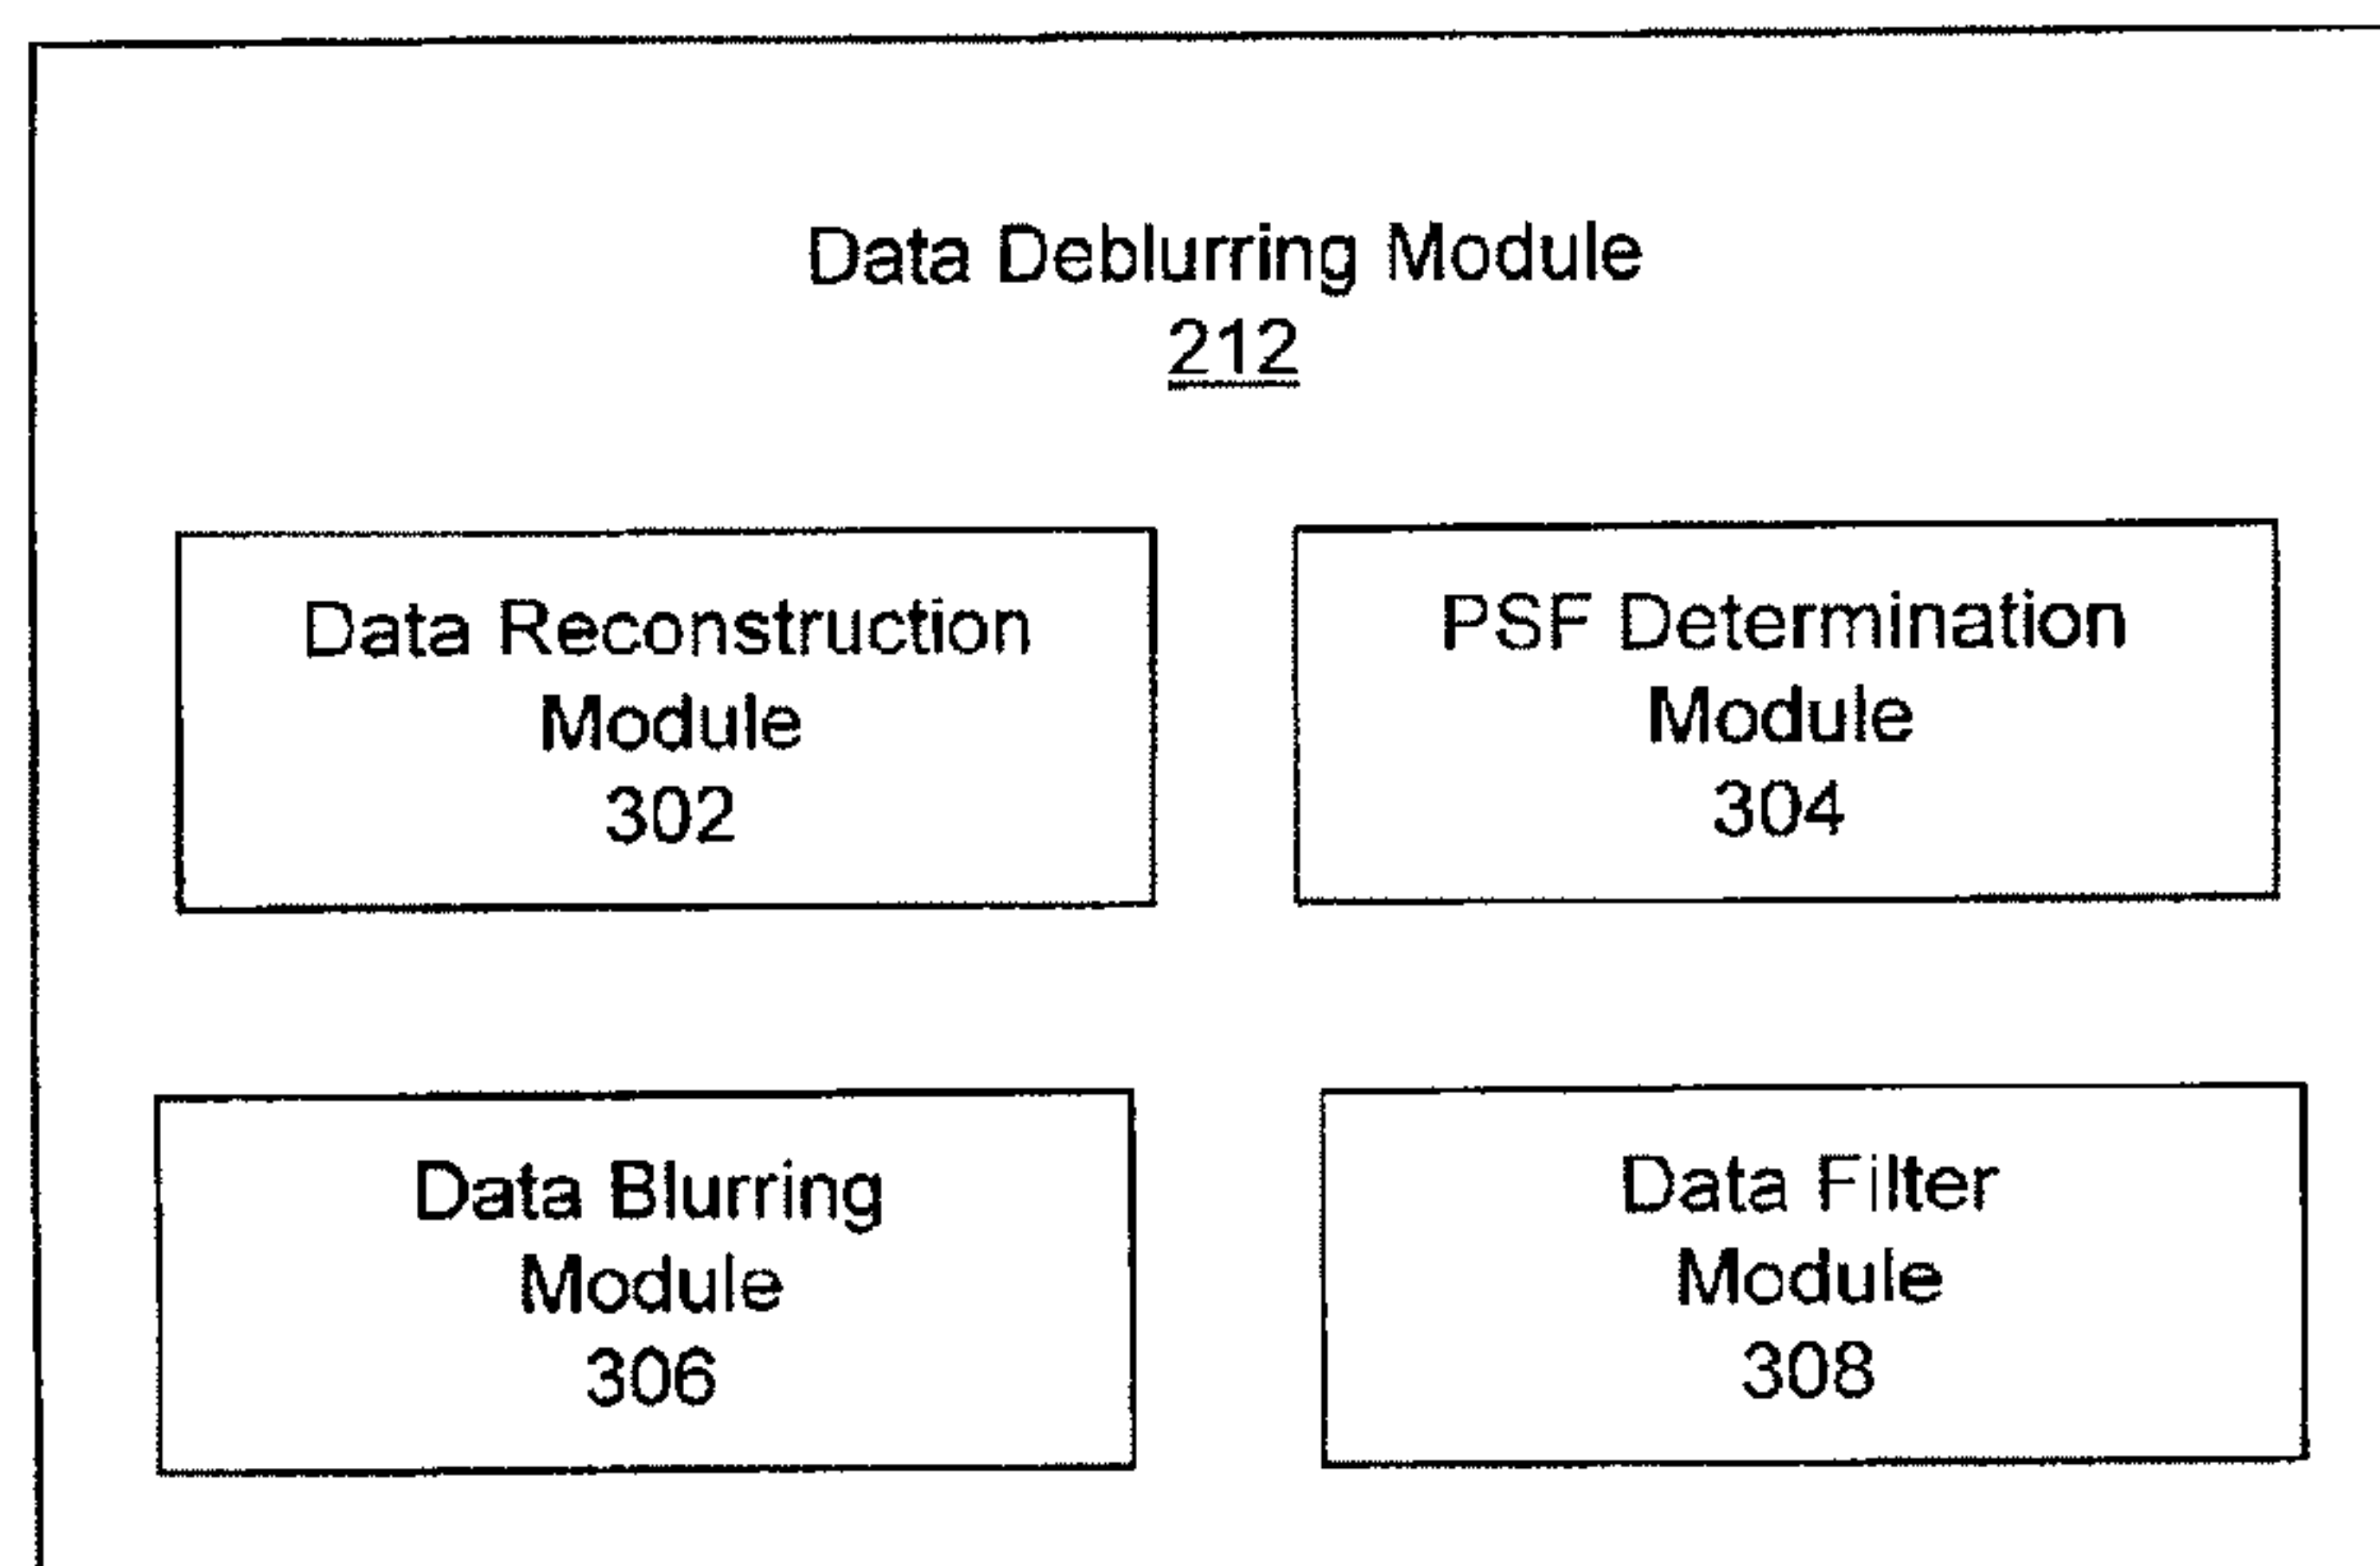 Data Deblurring Module
212
Data Reconstruction
Module
302
PSF Determination
Module
304
Data Blurring
Module
306
Data Filter
Module
308